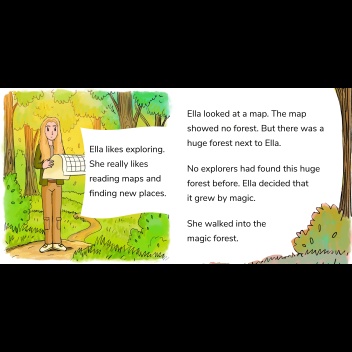 Ella likes exploring.
She really likes
reading maps and
finding new places.
Ella looked at a map. The map
showed no forest. But there was a
huge forest next to Ella.
No explorers had found this huge
forest before. Ella decided that
it grew by magic.
She walked into the
magic forest.